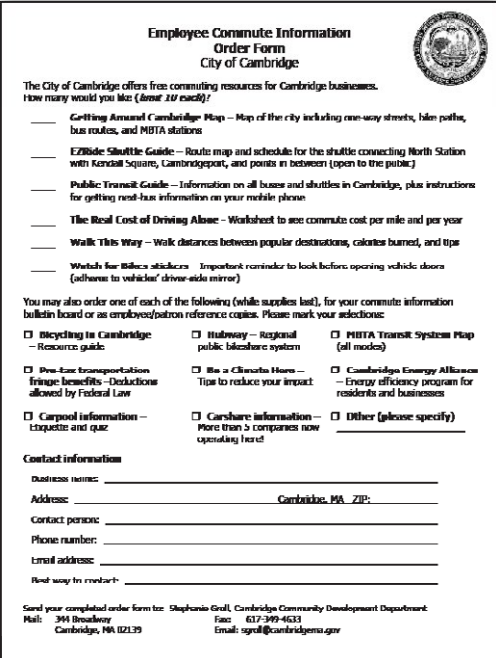 Employee Commute Information
Order Form
City of Cambridge
The City of Cambridge offers free commuting resources for Cambridge businesses.
How many would you like (limit 10 each)?
_____ Getting Around Cambridge Map – Map of the city including one-way streets, bike paths,
bus routes, and MBTA stations
_____ EZRide Shuttle Guide – Route map and schedule for the shuttle connecting North Station
with Kendall Square, Cambridgeport, and points in between (open to the public)
_____ Public Transit Guide – Information on all buses and shuttles in Cambridge, plus instructions
for getting next-bus information on your mobile phone
_____ The Real Cost of Driving Alone – Worksheet to see commute cost per mile and per year
_____ Walk This Way – Walk distances between popular destinations, calories burned, and tips
_____ Watch for Bikes stickers – Important reminder to look before opening vehicle doors
(adheres to vehicles' driver-side mirror)
You may also order one of each of the following (while supplies last), for your commute information
bulletin board or as employee/patron reference copies. Please mark your selections:
❐ Bicycling in Cambridge ❐ Hubway – Regional ❐ MBTA Transit System Map
– Resource guide public bikeshare system (all modes)
❐ Pre-tax transportation ❐ Be a Climate Hero – ❐ Cambridge Energy Alliance
fringe benefits –Deductions Tips to reduce your impact – Energy efficiency program for
allowed by Federal Law residents and businesses
❐ Carpool information – ❐ Carshare information – ❐ Other (please specify)
Etiquette and quiz More than 5 companies now
operating here!
Contact information
Business name:
Address: Cambridge, MA ZIP:
Contact person:
Phone number:
Email address:
Best way to contact:
Send your completed order form to: Stephanie Groll, Cambridge Community Development Department
Mail: 344 Broadway Fax: 617-349-4633
Cambridge, MA 02139 Email: sgroll@cambridgema.gov